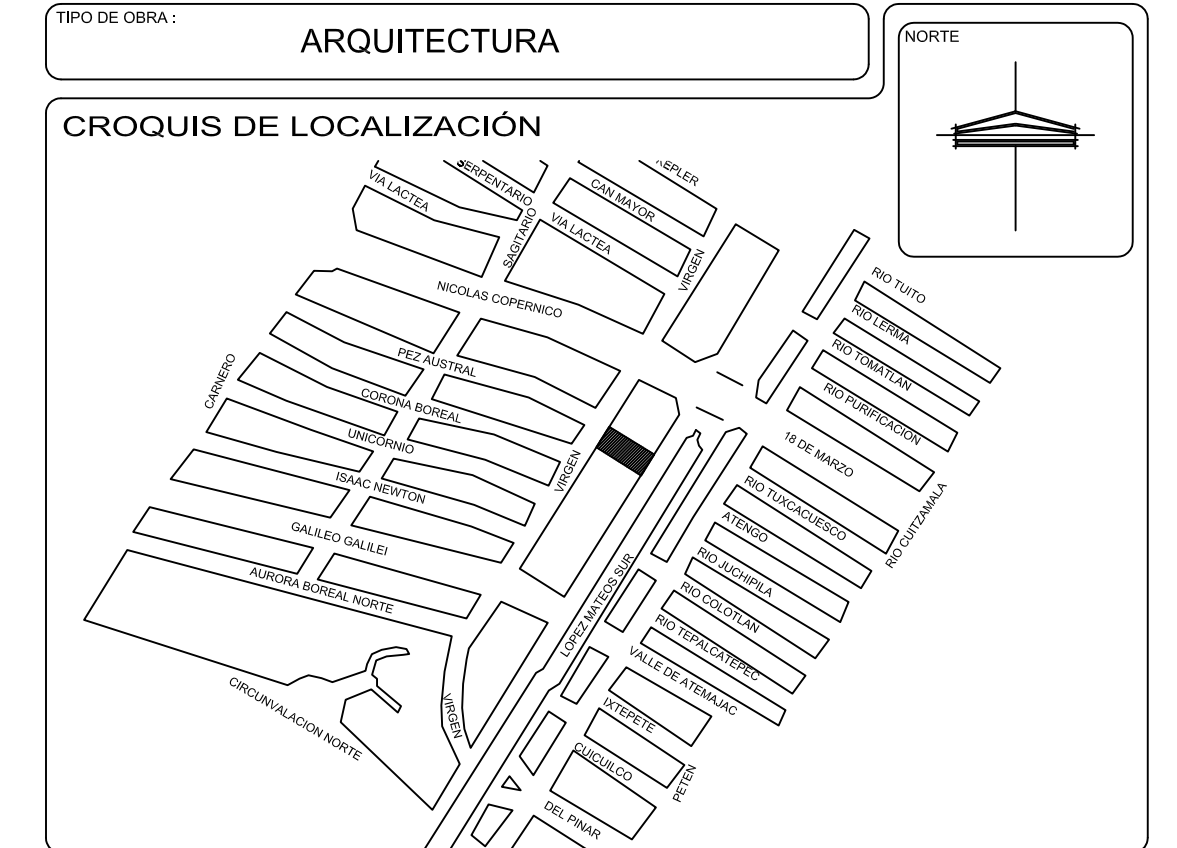 TIPO DE OBRA :
ARQUITECTURA
NORTE
CROQUIS DE LOCALIZACIÓN
KEPLER
SERPENTARIO
VIA LACTEA
CAN MAYOR
SAGITARIO
VIA LACTEA
VIRGEN
NICOLAS COPERNICO
RIO TUITO
RIO LERMA
RIO TOMATLAN
RIO PURIFICACION
PEZ AUSTRAL
CARNERO
CORONA BOREAL
UNICORNIO
VIRGEN
18 DE MARZO
ISAAC NEWTON
RIO TUXCACUESCO
RIO CUITZAMALA
ATENGO
GALILEO GALILEI
RIO JUCHIPILA
AURORA BOREAL NORTE
RIO COLOTLAN
LOPEZ MATEOS SUR
RIO TEPALCATEPEC
VALLE DE ATEMAJAC
CIRCUNVALACION NORTE
VIRGEN
IXTEPETE
CUICUILCO
PETEN
DEL PINAR